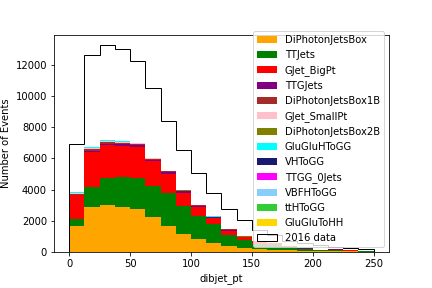 Number of Events
12000
10000
8000
6000
4000
2000
0
0
50
100
150
200
250
dibjet_pt
DiPhotonJetsBox
TTJets
GJet_BigPt
TTGJets
DiPhotonJetsBox1B
GJet_SmallPt
DiPhotonJetsBox2B
GluGluHToGG
VHToGG
TTGG_0Jets
VBFHToGG
ttHToGG
GluGluToHH
2016 data